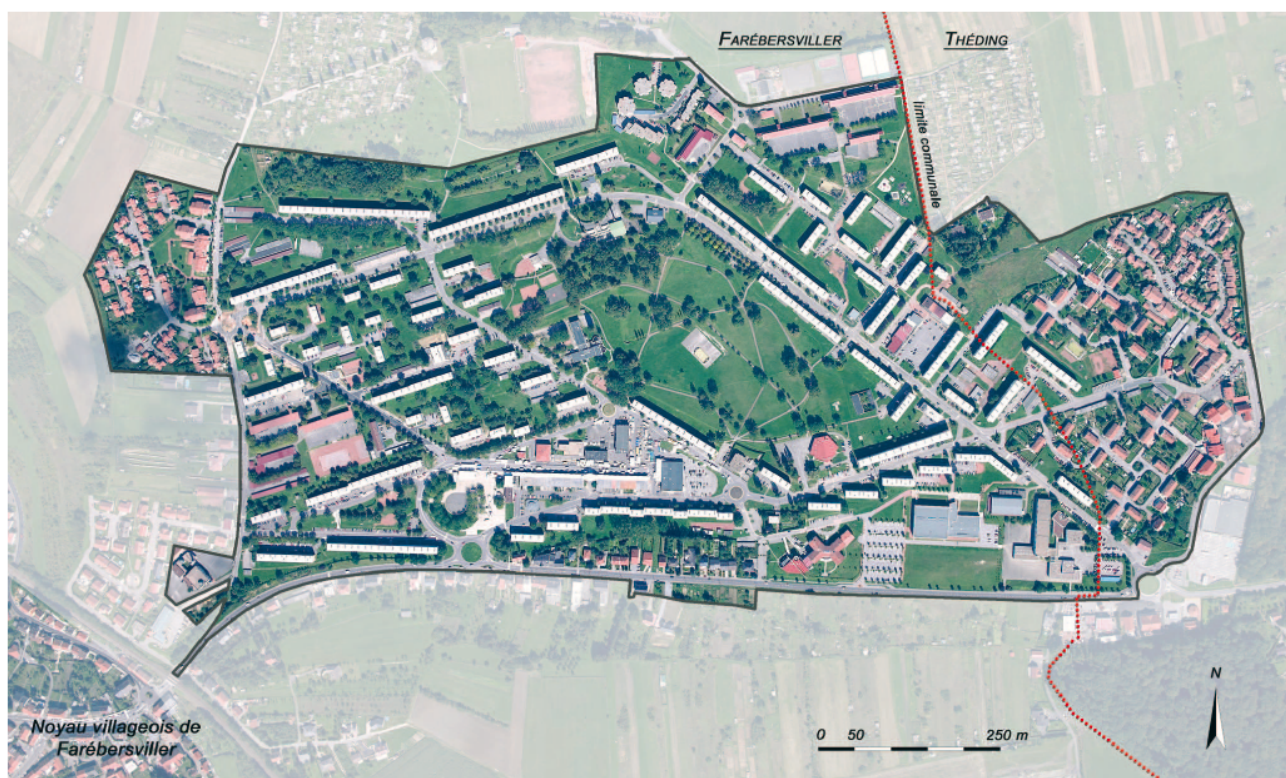 FARÉBERSVILLER
THÉDING
limite communale
Noyau villageois de
Farébersviller
0 50 250 m
N